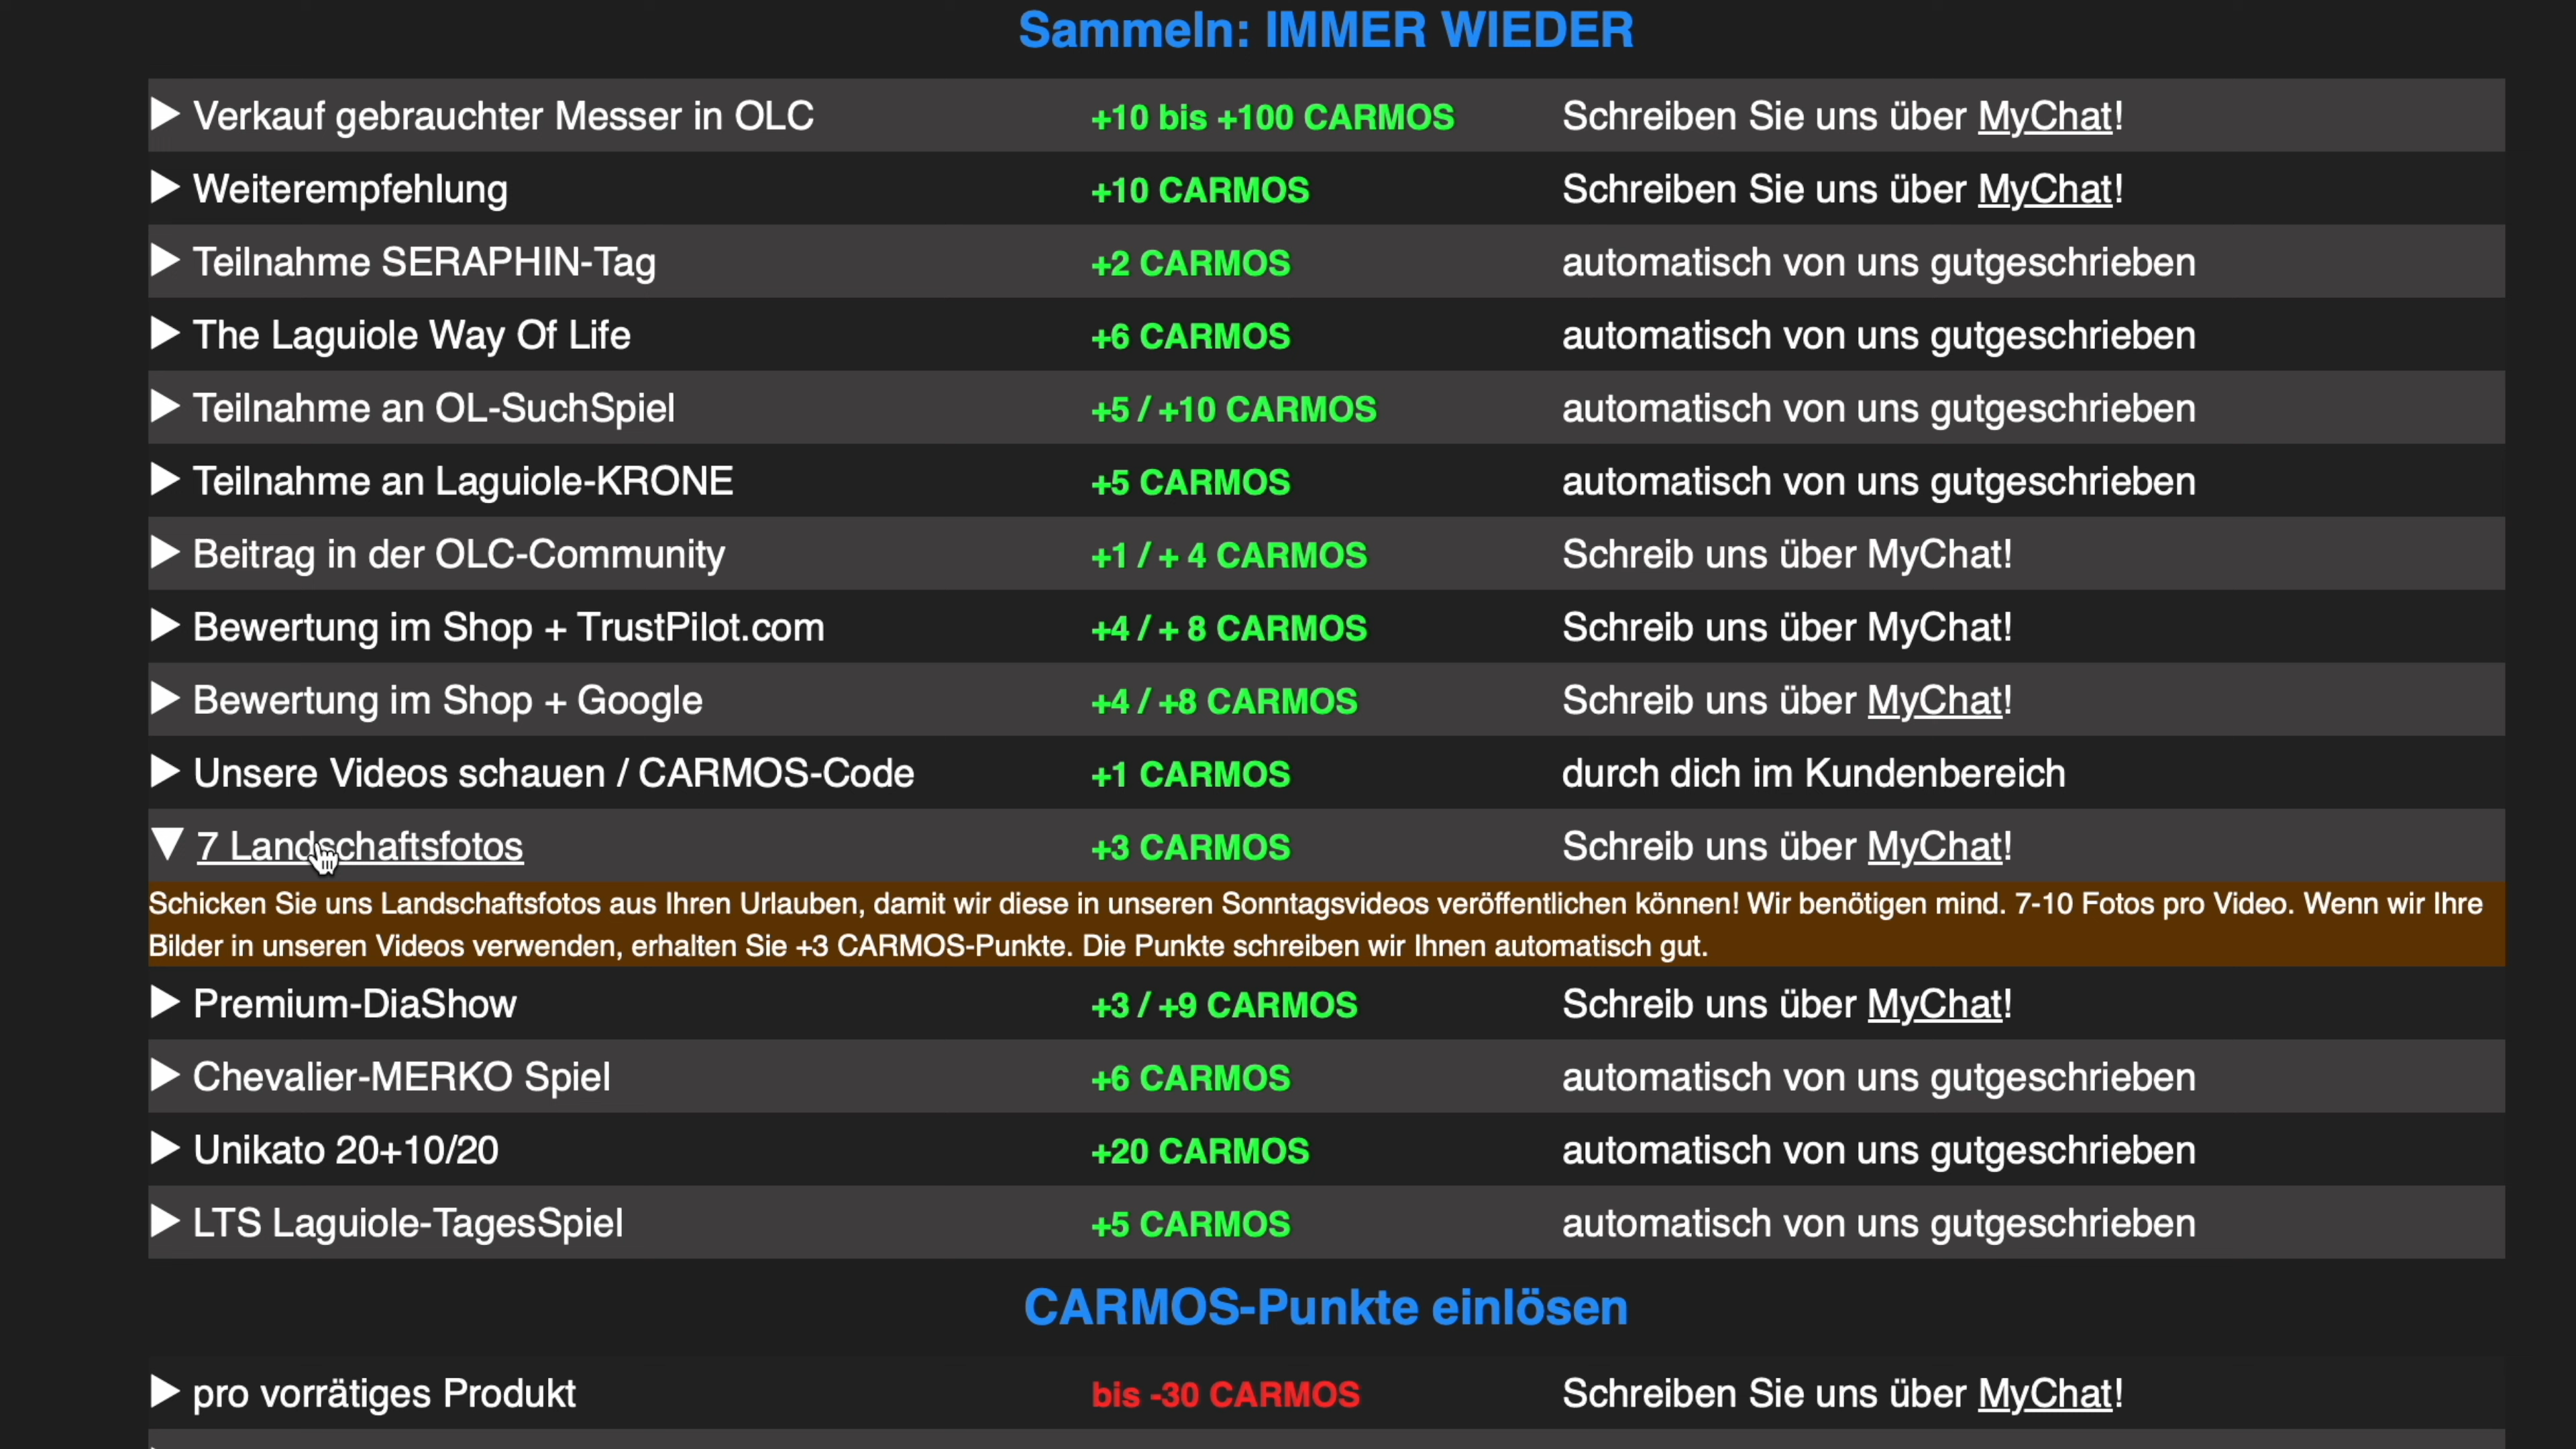 Sammeln: IMMER WIEDER
Verkauf gebrauchter Messer in OLC +10 bis +100 CARMOS Schreiben Sie uns über MyChat!
Weiterempfehlung +10 CARMOS Schreiben Sie uns über MyChat!
Teilnahme SERAPHIN-Tag +2 CARMOS automatisch von uns gutgeschrieben
The Laguiole Way Of Life +6 CARMOS automatisch von uns gutgeschrieben
Teilnahme an OL-SuchSpiel +5 / +10 CARMOS automatisch von uns gutgeschrieben
Teilnahme an Laguiole-KRONE +5 CARMOS automatisch von uns gutgeschrieben
Beitrag in der OLC-Community +1 / + 4 CARMOS Schreib uns über MyChat!
Bewertung im Shop + TrustPilot.com +4 / + 8 CARMOS Schreib uns über MyChat!
Bewertung im Shop + Google +4 / +8 CARMOS Schreib uns über MyChat!
Unsere Videos schauen / CARMOS-Code +1 CARMOS durch dich im Kundenbereich
7 Landschaftsfotos +3 CARMOS Schreib uns über MyChat!
Schicken Sie uns Landschaftsfotos aus Ihren Urlauben, damit wir diese in unseren Sonntagsvideos veröffentlichen können! Wir benötigen mind. 7-10 Fotos pro Video. Wenn wir Ihre
Bilder in unseren Videos verwenden, erhalten Sie +3 CARMOS-Punkte. Die Punkte schreiben wir Ihnen automatisch gut.
Premium-DiaShow +3 / +9 CARMOS Schreib uns über MyChat!
Chevalier-MERKO Spiel +6 CARMOS automatisch von uns gutgeschrieben
Unikato 20+10/20 +20 CARMOS automatisch von uns gutgeschrieben
LTS Laguiole-TagesSpiel +5 CARMOS automatisch von uns gutgeschrieben
CARMOS-Punkte einlösen
pro vorrätiges Produkt bis -30 CARMOS Schreiben Sie uns über MyChat!